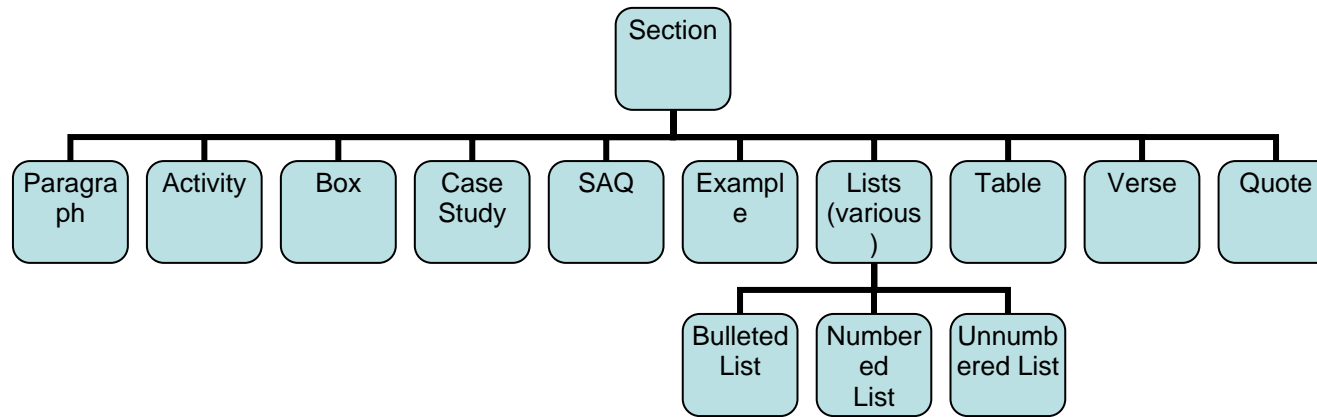 Section
Paragra
ph
Activity
Box
Case
Study
SAQ
Exampl
e
Lists
(various
)
Table
Verse
Quote
Bulleted
List
Number
ed
List
Unnumb
ered List